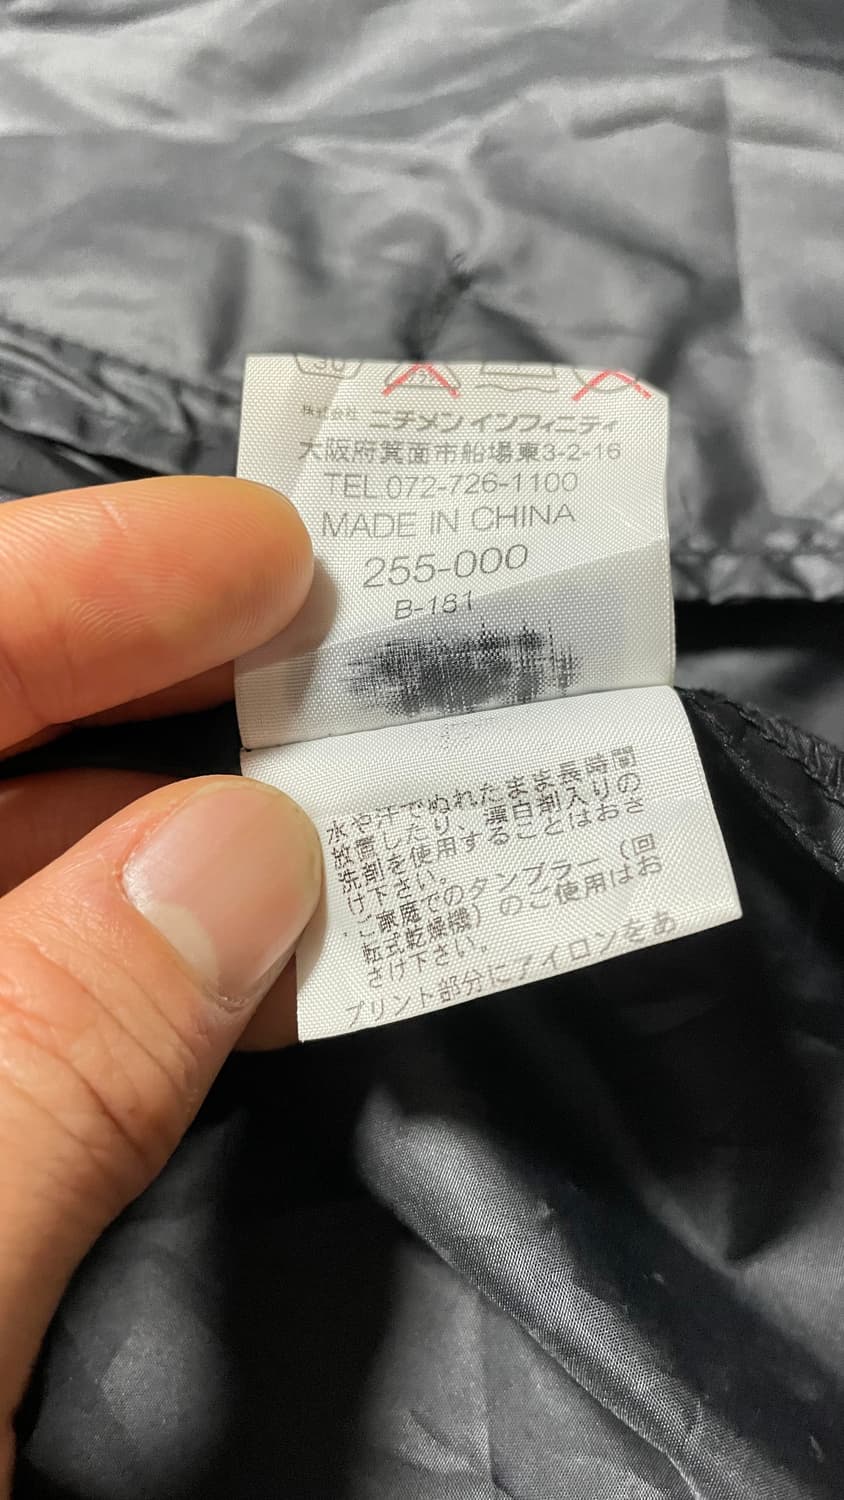 30
株式会社 ニチメン インフィニティ
大阪府箕面市船場東3-2-16
TEL.072-726-1100
MADE IN CHINA
255-000
B-181
水や汗でぬれたまま長時間
放置したり、漂白剤入りの
洗剤を使用することはおさ
け下さい。
・ご家庭でのタンブラー（回
転式乾燥機）のご使用はお
さけ下さい。
プリント部分にアイロンをあ